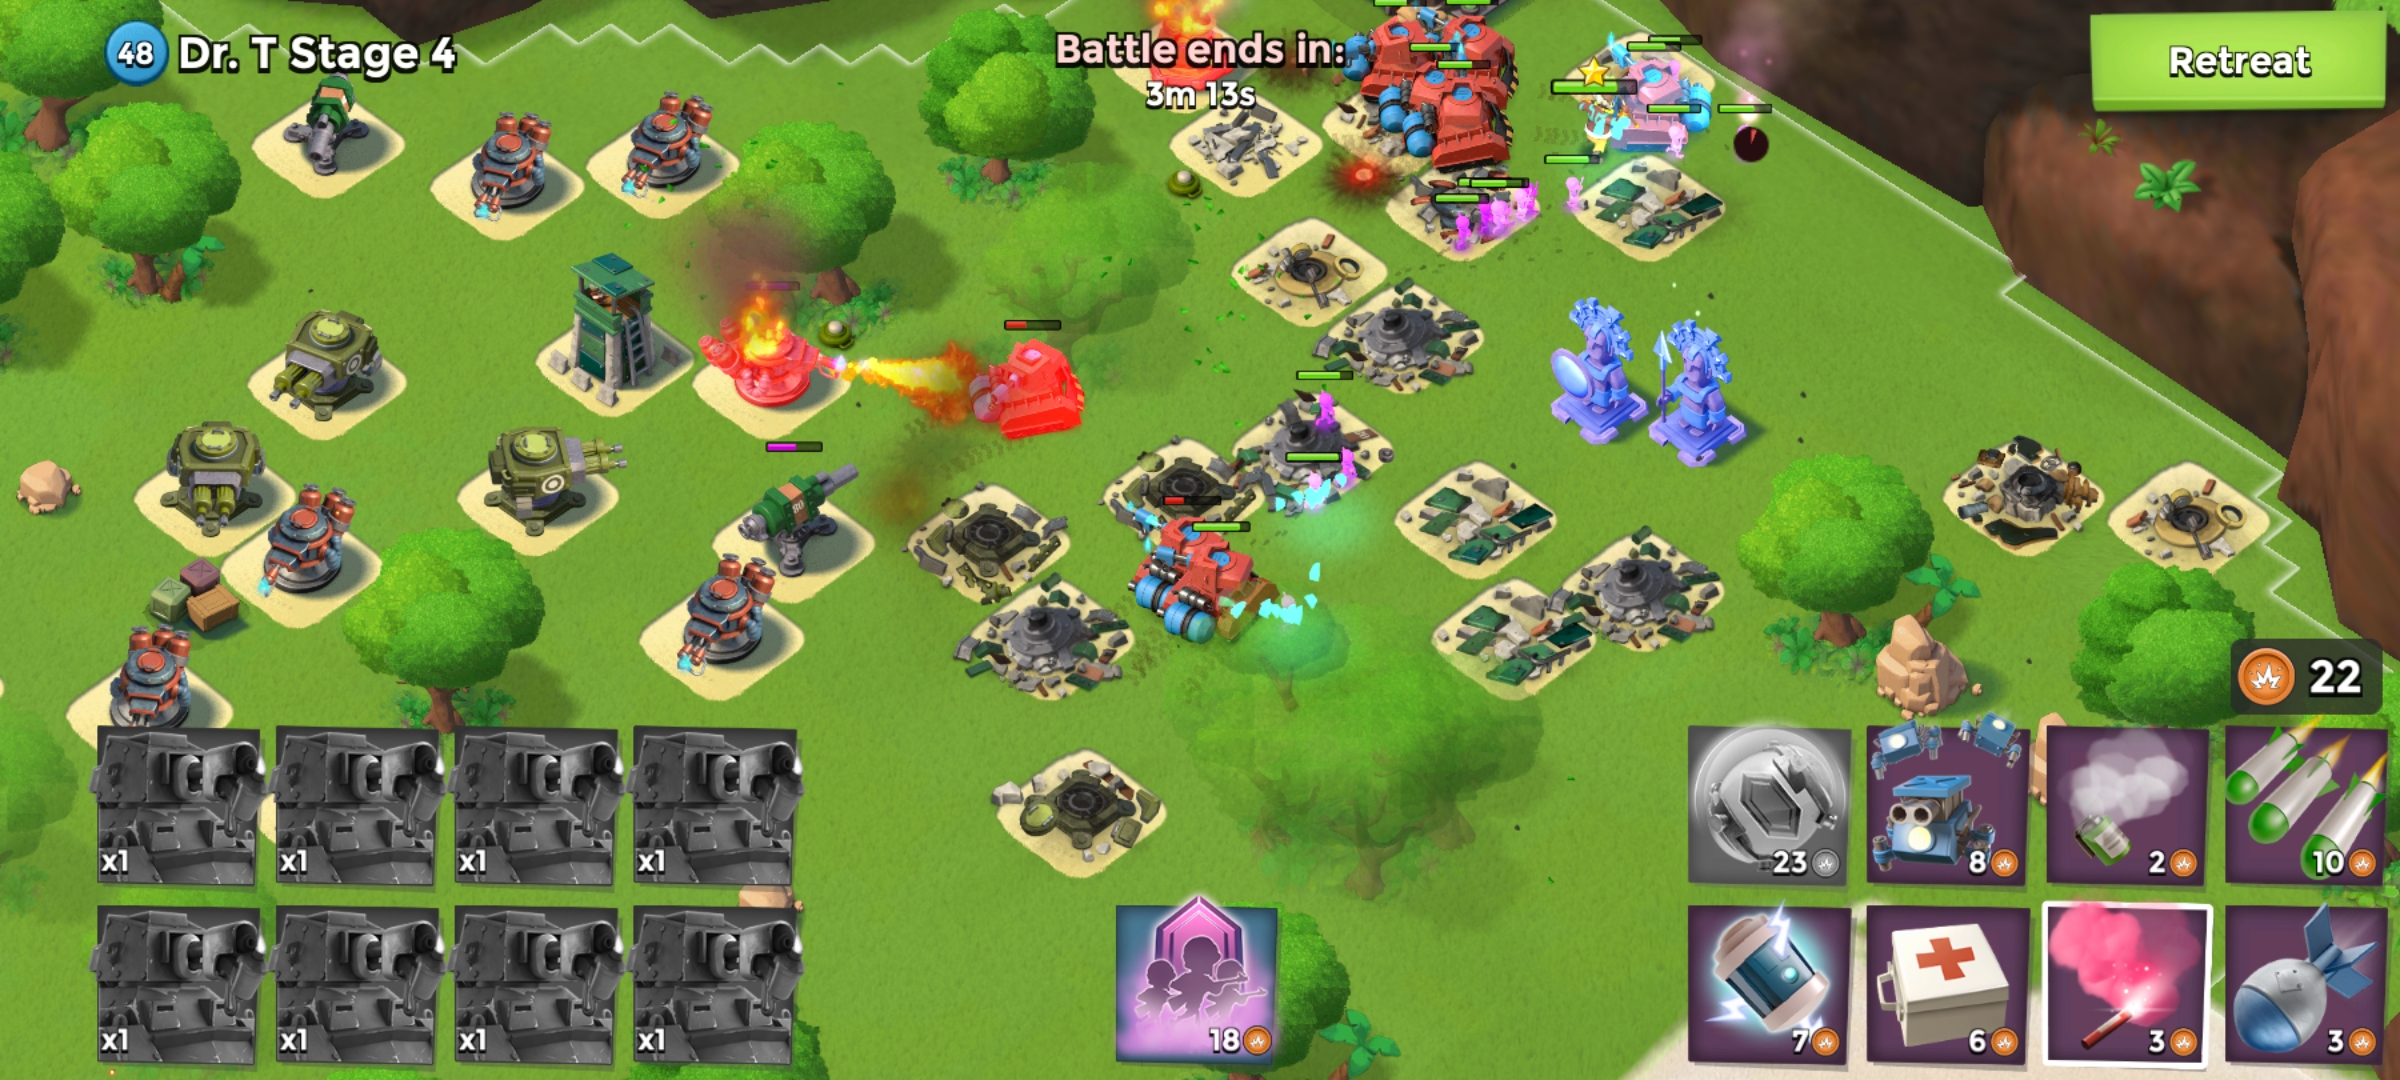 48 Dr. T Stage 4
Battle ends in:
3m 13s
Retreat
22
x1 x1 x1 x1
23 8 2 10
x1 x1 x1 x1
18
7 6 3 3